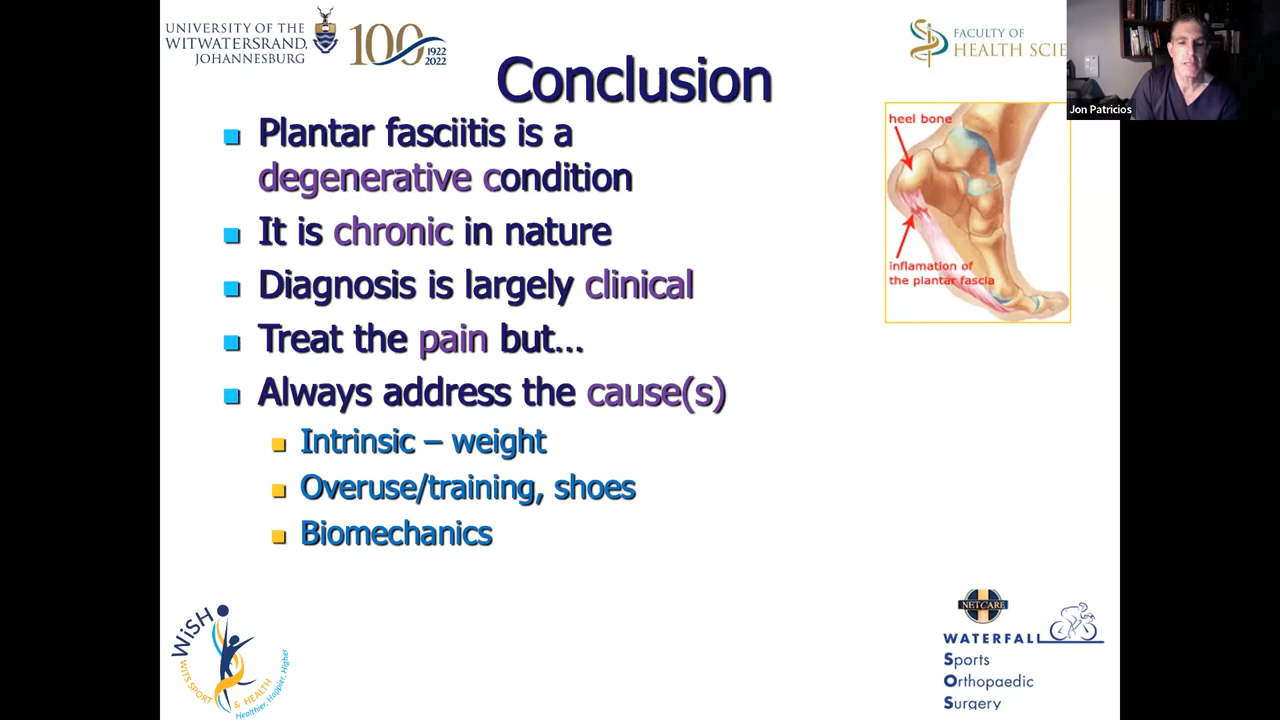 UNIVERSITY OF THE
WITWATERSRAND,
JOHANNESBURG
100 1922
2022
FACULTY OF
HEALTH SCIE
Jon Patricios
Conclusion
Plantar fasciitis is a
degenerative condition
It is chronic in nature
Diagnosis is largely clinical
Treat the pain but...
Always address the cause(s)
Intrinsic – weight
Overuse/training, shoes
Biomechanics
heel bone
inflamation of
the plantar fascia
WiSH
WITS SPORT & HEALTH
Healthier, Happier, Higher
NETCARE
WATERFALL
Sports
Orthopaedic
Surgery